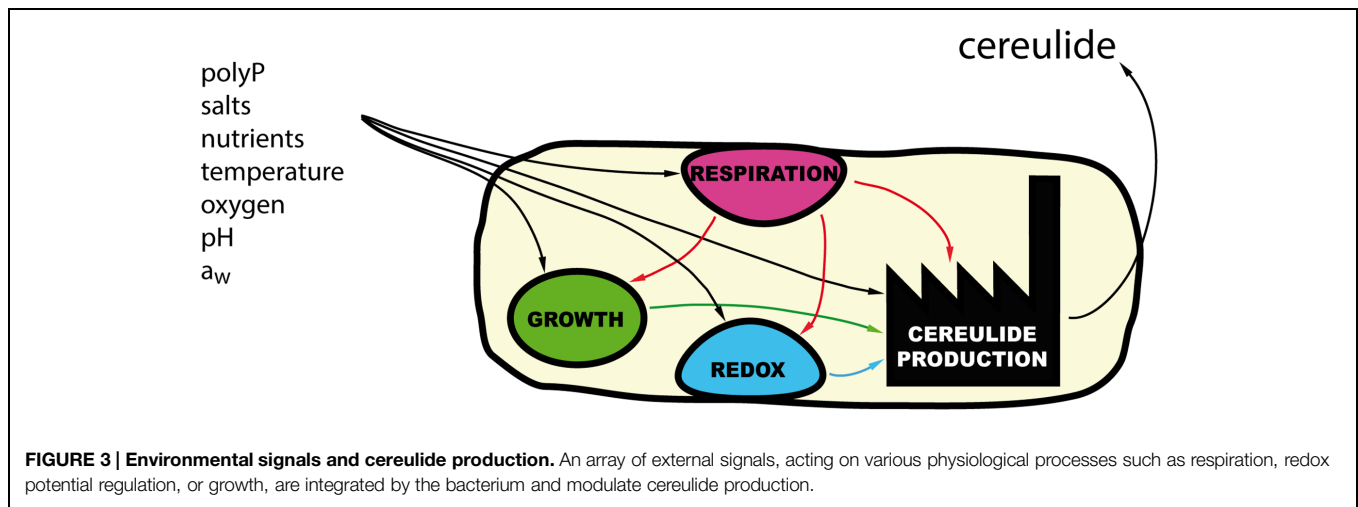 polyP
salts
nutrients
temperature
oxygen
pH
aw
cereulide
RESPIRATION
GROWTH
REDOX
CEREULIDE
PRODUCTION
FIGURE 3 | Environmental signals and cereulide production. An array of external signals, acting on various physiological processes such as respiration, redox
potential regulation, or growth, are integrated by the bacterium and modulate cereulide production.